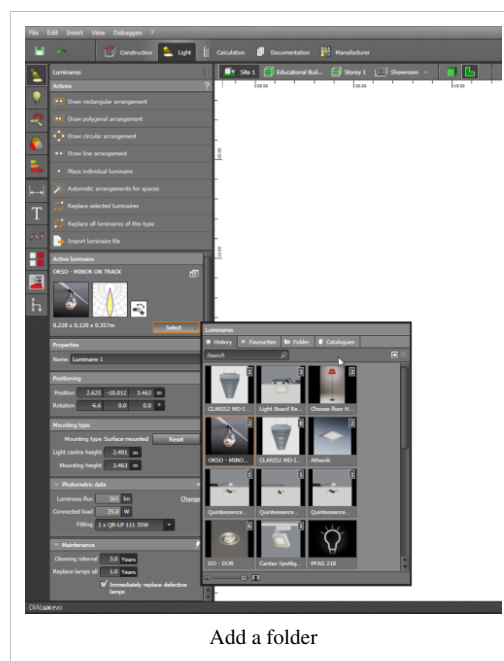 File Edit Insert View Debuggen ?
Construction Light Calculation Documentation Manufacturer
Luminaires
Site 1 Educational Buil... Storey 1 Showroom
Actions ?
Draw rectangular arrangement
Draw polygonal arrangement
Draw circular arrangement
Draw line arrangement
Place individual luminaire
Automatic arrangements for spaces
Replace selected luminaires
Replace all luminaires of this type
Import luminaire file
Active luminaire
ORSO - MINOR ON TRACK
0.228 x 0.120 x 0.357m
Select
Properties
Name Luminaire 1
Positioning
Position 2.625 -10.012 3.463 m
Rotation -6.6 0.0 0.0 °
Mounting type
Mounting type Surface-mounted Reset
Light centre height 2.401 m
Mounting height 3.463 m
Photometric data
Luminous flux 365 lm Change
Connected load 35.0 W
Fitting 1 x QR-LP 111 35W
Maintenance
Cleaning interval 3.0 Years
Replace lamps all 1.0 Years
Immediately replace defective
lamps
DIALux evo
Luminaires
History Favourites Folder Catalogues
Search
CLARIS2 MD-I... Light Board Ra... Choose floor H...
ORSO - MINO... CLARIS2 MD-I... Athenik
Quintessence... Quintessence... Quintessence...
DO - DOR Cantax Spotlig... PFAG 218
Add a folder